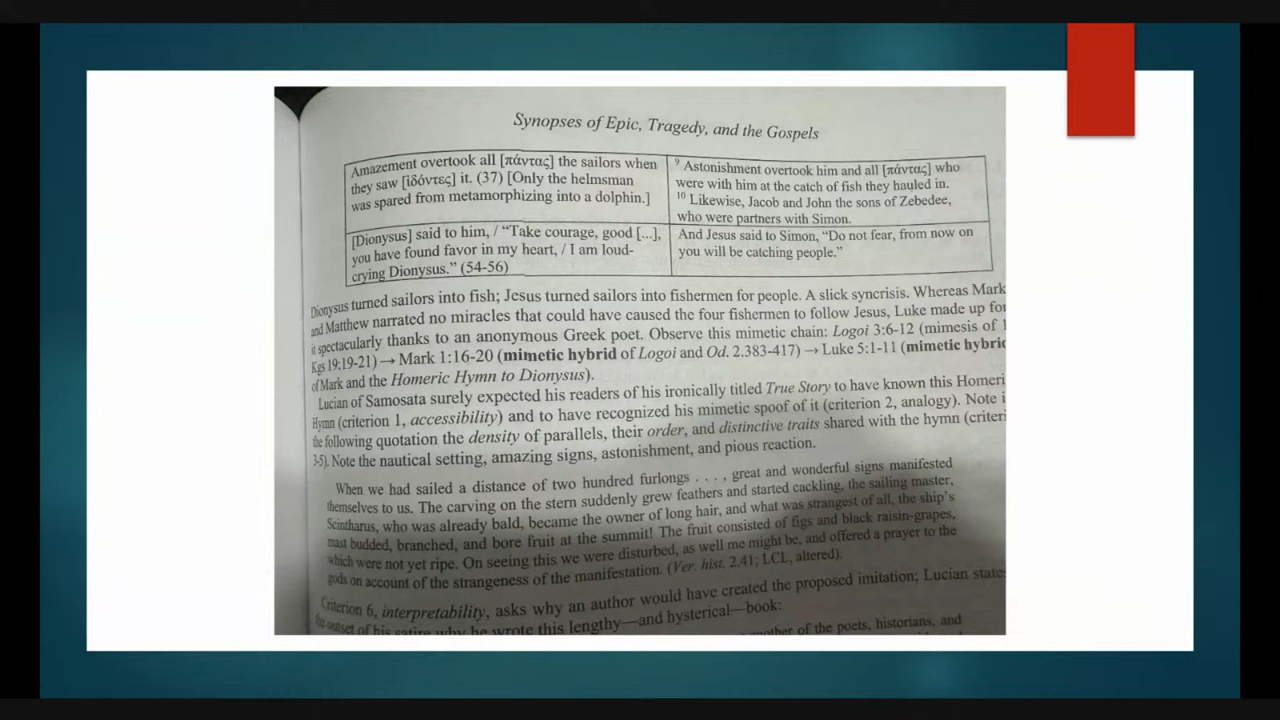 Synopses of Epic, Tragedy, and the Gospels
Amazement overtook all [πάντας] the sailors when
they saw [ἰδόντες] it. (37) [Only the helmsman
was spared from metamorphizing into a dolphin.]
9 Astonishment overtook him and all [πάντας] who
were with him at the catch of fish they hauled in.
10 Likewise, Jacob and John the sons of Zebedee,
who were partners with Simon.
[Dionysus] said to him, / “Take courage, good [...],
you have found favor in my heart, / I am loud-
crying Dionysus.” (54-56)
And Jesus said to Simon, “Do not fear, from now on
you will be catching people.”
Dionysus turned sailors into fish; Jesus turned sailors into fishermen for people. A slick syncrisis. Whereas Mark
and Matthew narrated no miracles that could have caused the four fishermen to follow Jesus, Luke made up for
it spectacularly thanks to an anonymous Greek poet. Observe this mimetic chain: Logoi 3:6-12 (mimesis of 1
Kgs 19:19-21) → Mark 1:16-20 (mimetic hybrid of Logoi and Od. 2.383-417) → Luke 5:1-11 (mimetic hybrid
of Mark and the Homeric Hymn to Dionysus).
Lucian of Samosata surely expected his readers of his ironically titled True Story to have known this Homeri
Hymn (criterion 1, accessibility) and to have recognized his mimetic spoof of it (criterion 2, analogy). Note i
the following quotation the density of parallels, their order, and distinctive traits shared with the hymn (criteri
3-5). Note the nautical setting, amazing signs, astonishment, and pious reaction.
When we had sailed a distance of two hundred furlongs . . . , great and wonderful signs manifested
themselves to us. The carving on the stern suddenly grew feathers and started cackling, the sailing master,
Scintharus, who was already bald, became the owner of long hair, and what was strangest of all, the ship’s
mast budded, branched, and bore fruit at the summit! The fruit consisted of figs and black raisin-grapes,
which were not yet ripe. On seeing this we were disturbed, as well me might be, and offered a prayer to the
gods on account of the strangeness of the manifestation. (Ver. hist. 2.41; LCL, altered).
Criterion 6, interpretability, asks why an author would have created the proposed imitation; Lucian states
the outset of his satire why he wrote this lengthy—and hysterical—book:
another of the poets, historians, and